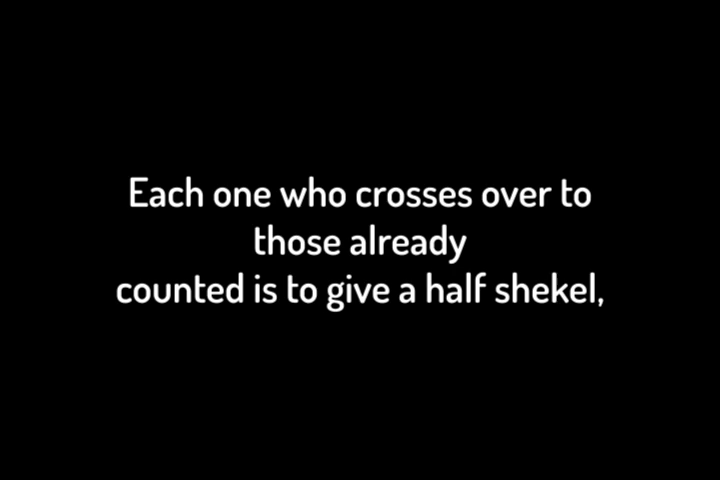 Each one who crosses over to
those already
counted is to give a half shekel,